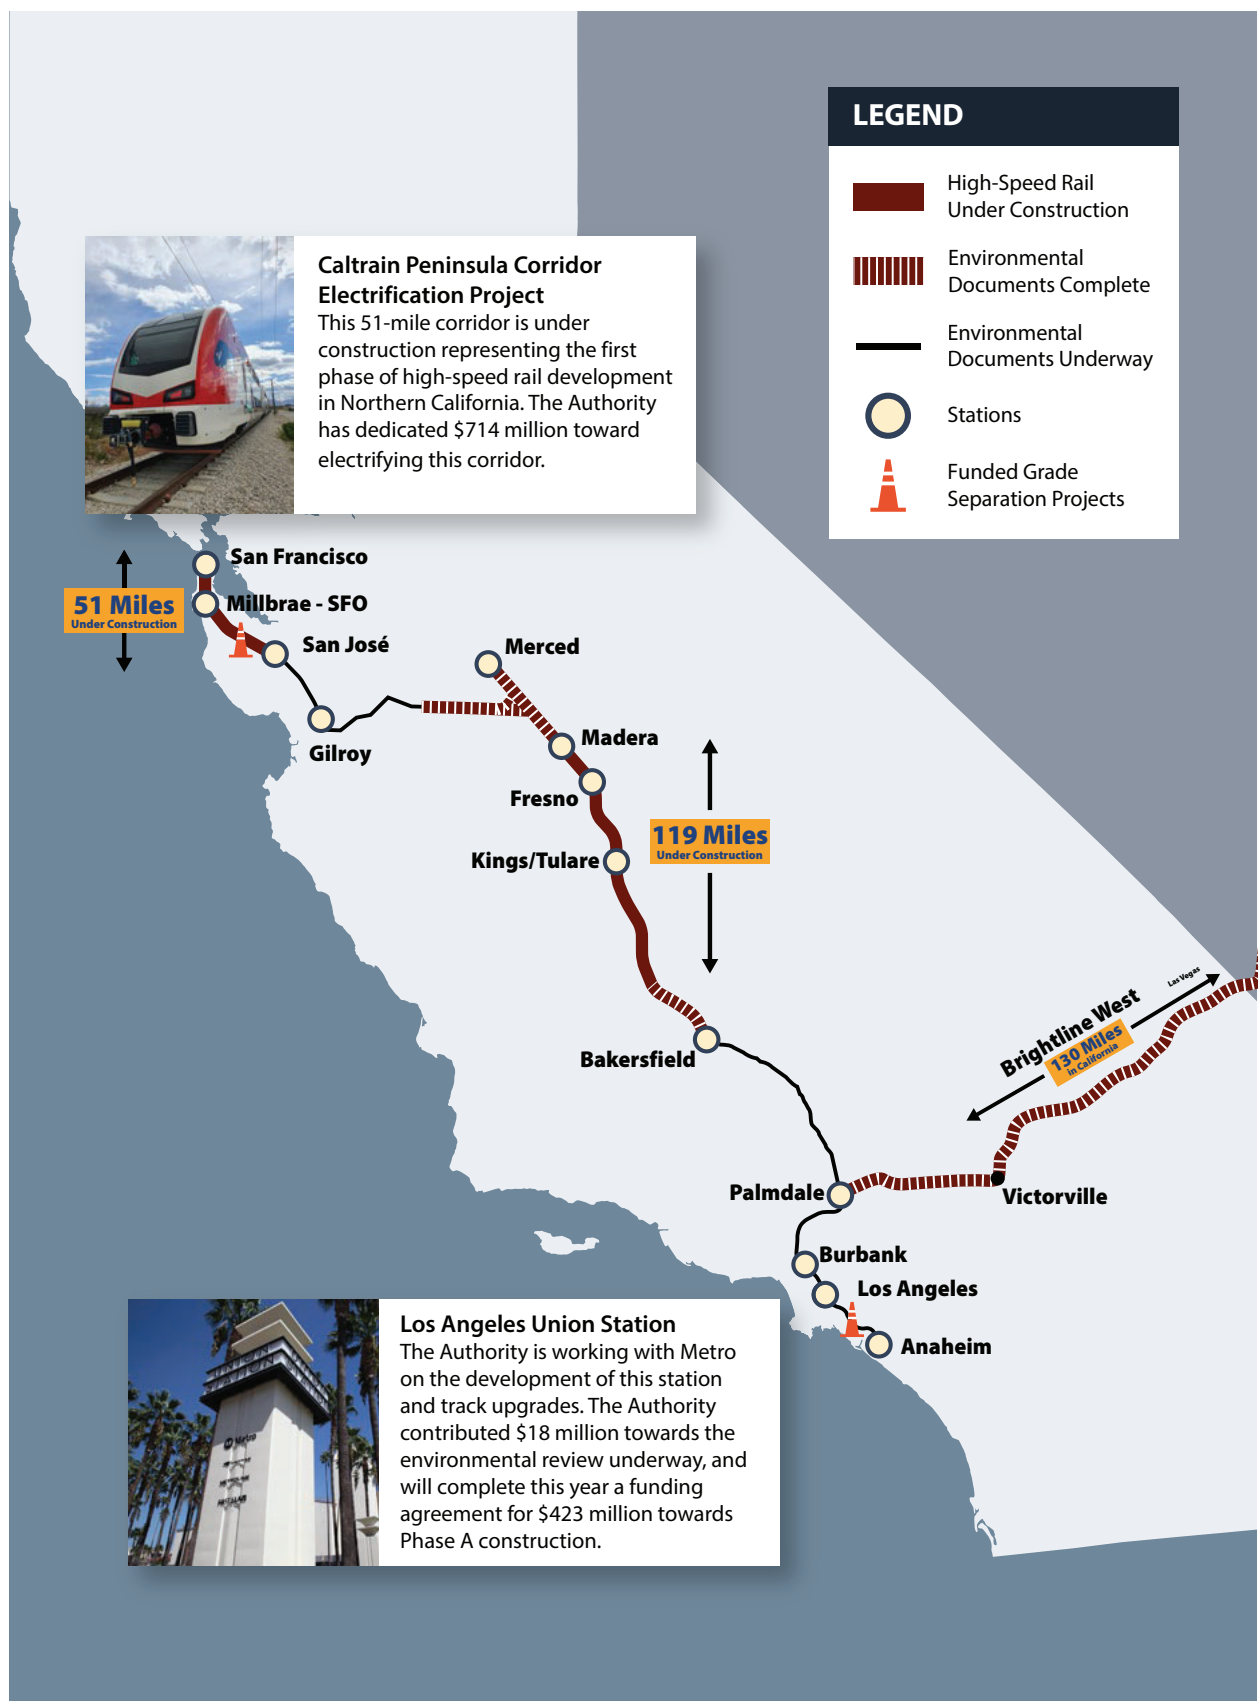 LEGEND
High-Speed Rail
Under Construction
Environmental
Documents Complete
Environmental
Documents Underway
Stations
Funded Grade
Separation Projects
Caltrain Peninsula Corridor
Electrification Project
This 51-mile corridor is under
construction representing the first
phase of high-speed rail development
in Northern California. The Authority
has dedicated $714 million toward
electrifying this corridor.
San Francisco
51 Miles
Under Construction
Millbrae - SFO
San José
Merced
Gilroy
Madera
Fresno
119 Miles
Under Construction
Kings/Tulare
Las Vegas
Brightline West
130 Miles
in California
Bakersfield
Palmdale
Victorville
Burbank
Los Angeles
Anaheim
Los Angeles Union Station
The Authority is working with Metro
on the development of this station
and track upgrades. The Authority
contributed $18 million towards the
environmental review underway, and
will complete this year a funding
agreement for $423 million towards
Phase A construction.
Metro